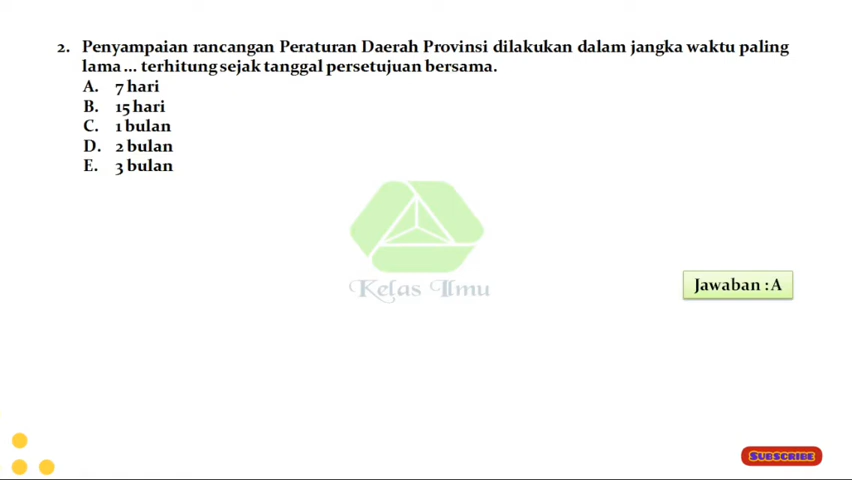 2. Penyampaian rancangan Peraturan Daerah Provinsi dilakukan dalam jangka waktu paling
lama ... terhitung sejak tanggal persetujuan bersama.
A. 7 hari
B. 15 hari
C. 1 bulan
D. 2 bulan
E. 3 bulan
Kelas Ilmu
Jawaban : A
SUBSCRIBE